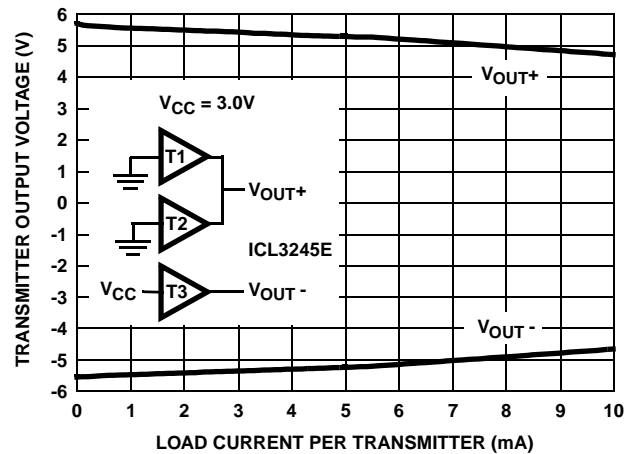 TRANSMITTER OUTPUT VOLTAGE (V)
6
5
4
3
2
1
0
-1
-2
-3
-4
-5
-6
VOUT+
VCC = 3.0V
T1
VOUT+
T2
ICL3245E
VCC
T3
VOUT -
VOUT -
0 1 2 3 4 5 6 7 8 9 10
LOAD CURRENT PER TRANSMITTER (mA)